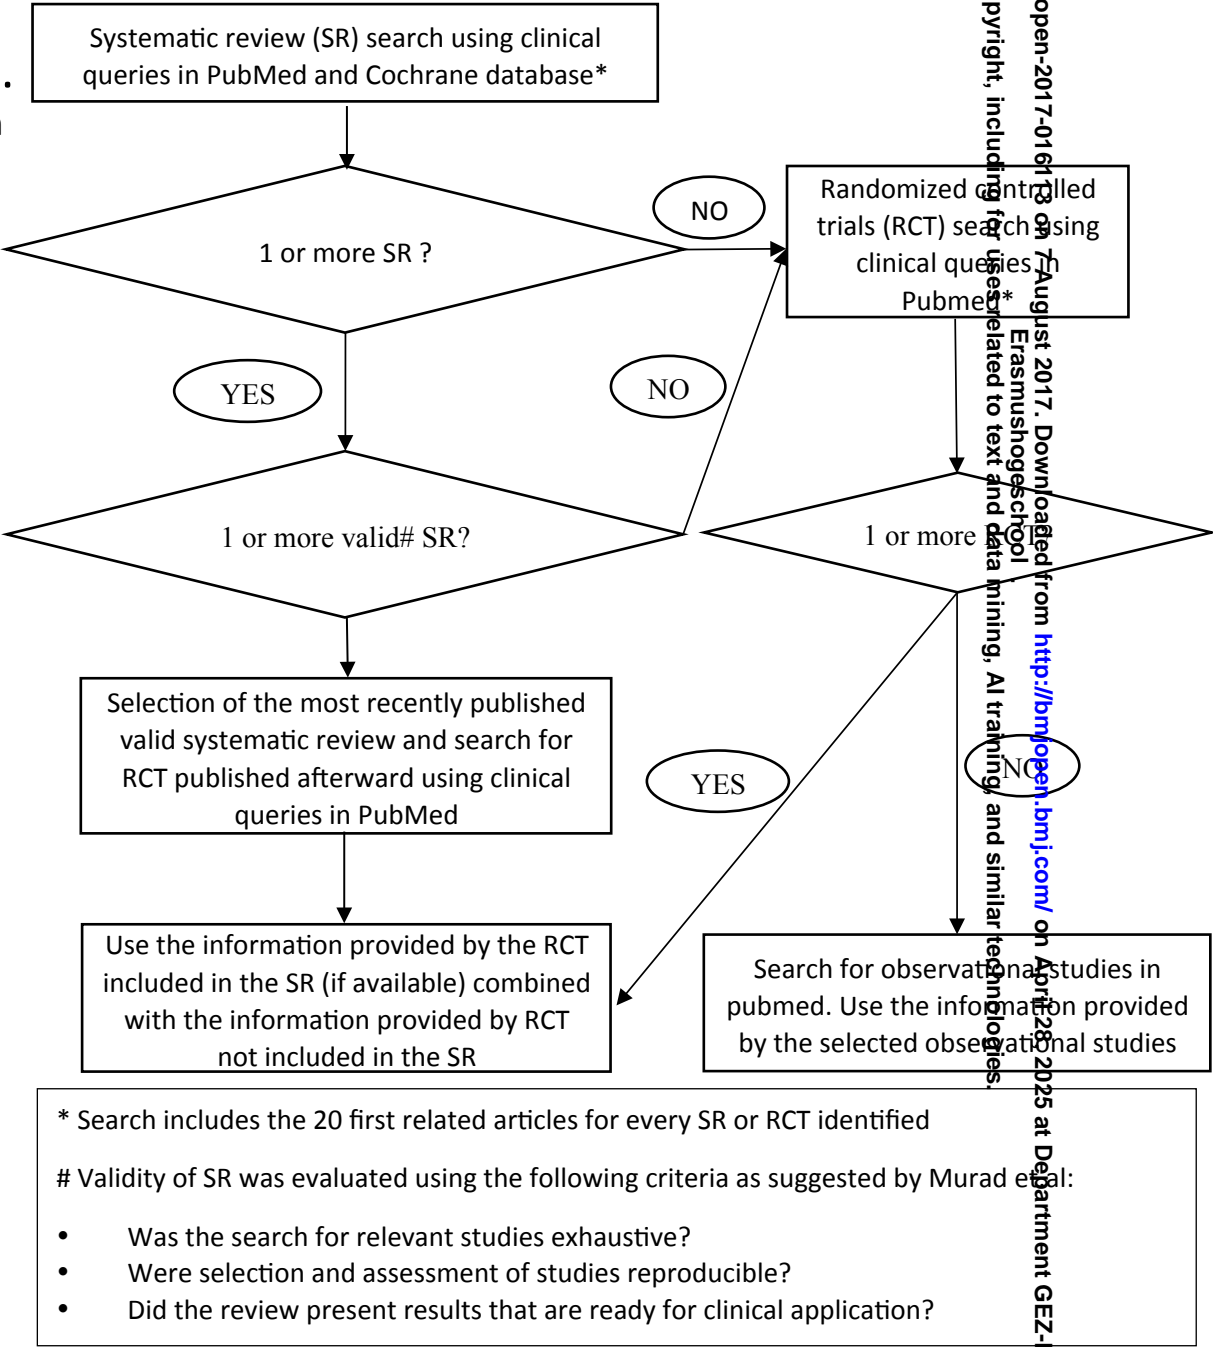 Systematic review (SR) search using clinical
queries in PubMed and Cochrane database*
.
1 or more SR ?
NO
Randomized controlled
trials (RCT) search using
clinical queries in
Pubmed*
YES
NO
1 or more valid# SR?
1 or more RCT
Selection of the most recently published
valid systematic review and search for
RCT published afterward using clinical
queries in PubMed
YES
NO
Use the information provided by the RCT
included in the SR (if available) combined
with the information provided by RCT
not included in the SR
Search for observational studies in
pubmed. Use the information provided
by the selected observational studies
* Search includes the 20 first related articles for every SR or RCT identified
# Validity of SR was evaluated using the following criteria as suggested by Murad et al:
• Was the search for relevant studies exhaustive?
• Were selection and assessment of studies reproducible?
• Did the review present results that are ready for clinical application?
open-2017-016113 on 7 August 2017. Downloaded from http://bmjopen.bmj.com/ on April 28, 2025 at Department GEZ-
Erasmushogeschool
.
pyright, including for uses related to text and data mining, AI training, and similar technologies.